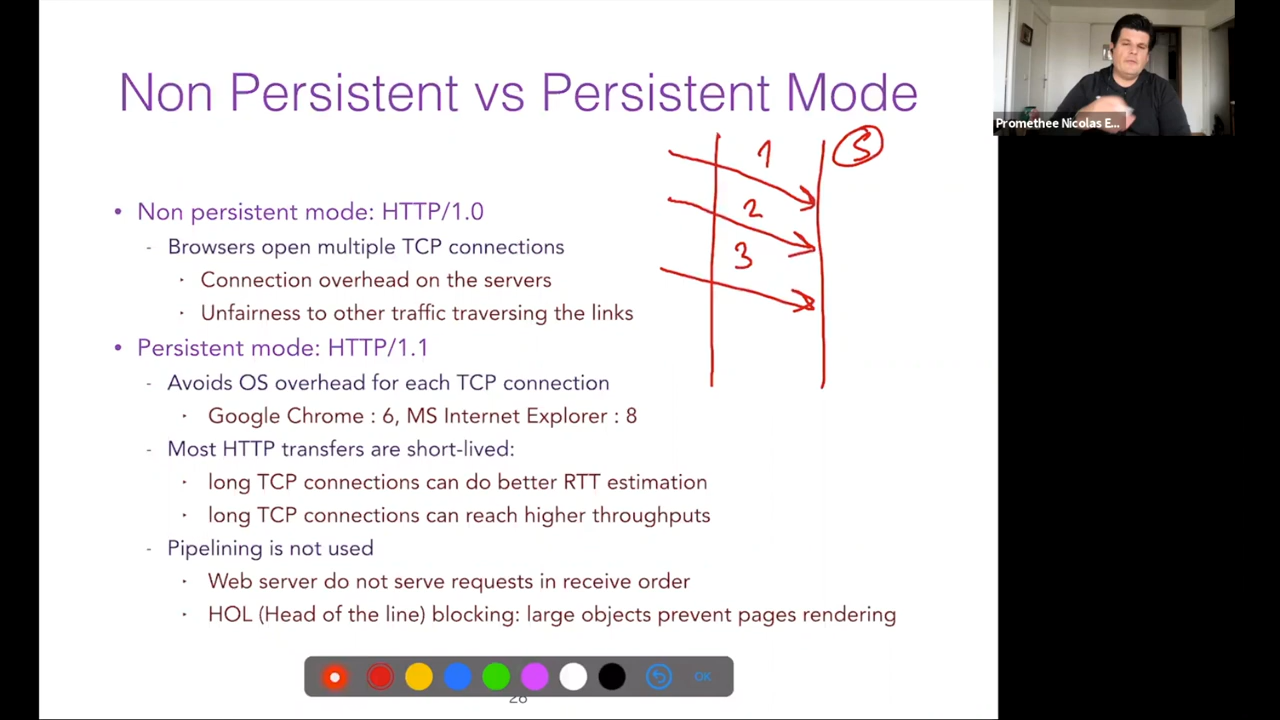 Non Persistent vs Persistent Mode
Promethee Nicolas E...
1
S
2
3
• Non persistent mode: HTTP/1.0
- Browsers open multiple TCP connections
· Connection overhead on the servers
· Unfairness to other traffic traversing the links
• Persistent mode: HTTP/1.1
- Avoids OS overhead for each TCP connection
· Google Chrome : 6, MS Internet Explorer : 8
- Most HTTP transfers are short-lived:
· long TCP connections can do better RTT estimation
· long TCP connections can reach higher throughputs
- Pipelining is not used
· Web server do not serve requests in receive order
· HOL (Head of the line) blocking: large objects prevent pages rendering
OK